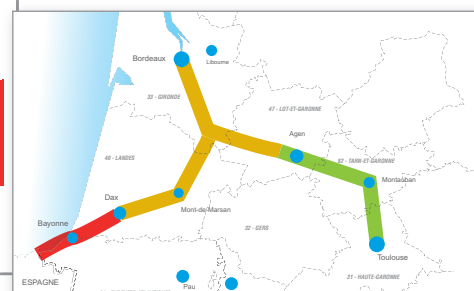 Bordeaux
Libourne
33 - GIRONDE
47 - LOT-ET-GARONNE
Agen
40 - LANDES
82 - TARN-ET-GARONNE
Montauban
Dax
Mont-de-Marsan
Bayonne
32 - GERS
Toulouse
31 - HAUTE-GARONNE
ESPAGNE
Pau